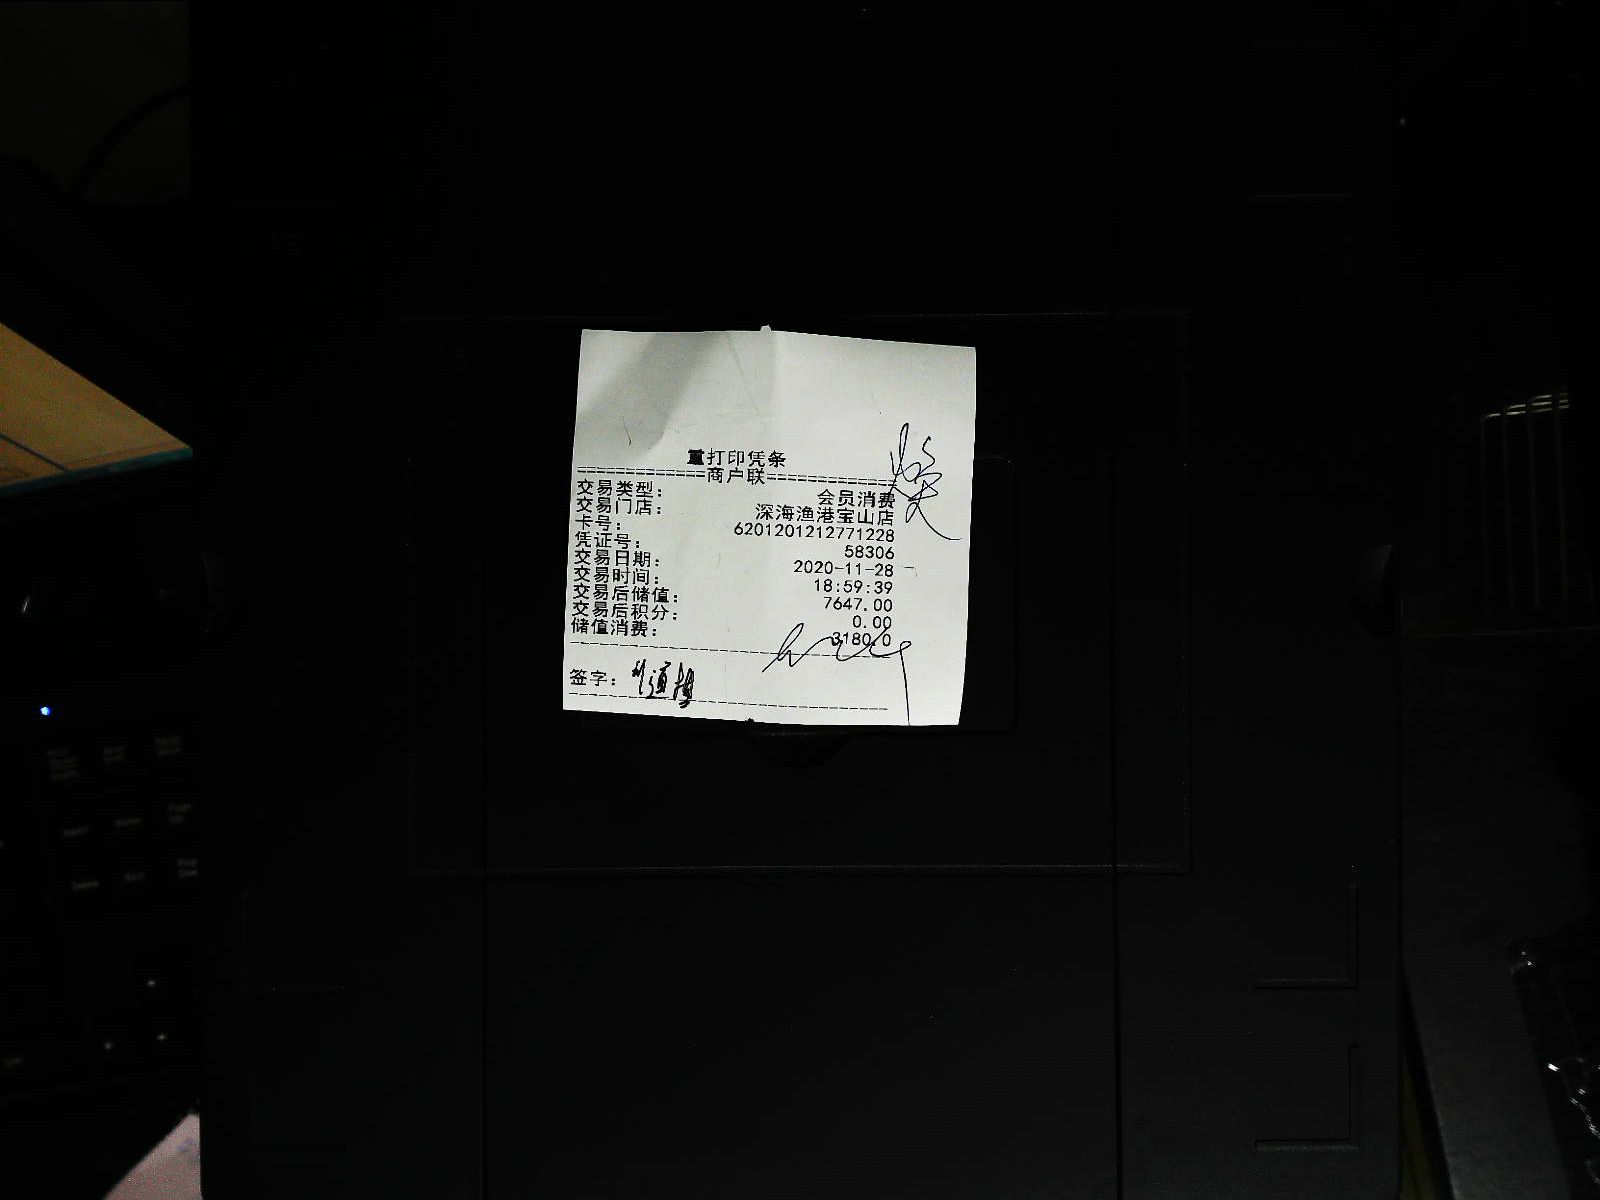 重打印凭条
=============商户联=============
交易类型： 会员消费
交易门店： 深海渔港宝山店
卡号： 6201201212771228
凭证号： 58306
交易日期： 2020-11-28
交易时间： 18:59:39
交易后储值： 7647.00
交易后积分： 0.00
储值消费： 3180.0
签字：